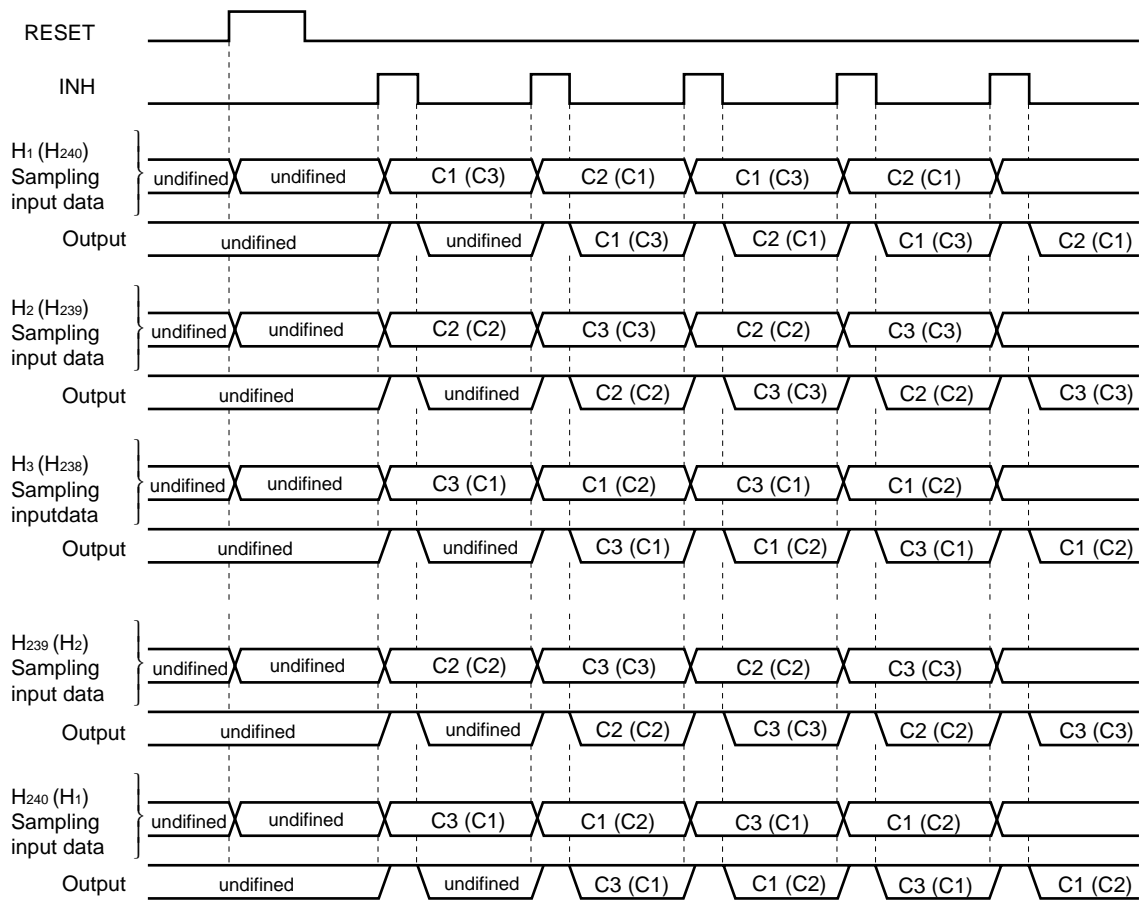 RESET
INH
H1 (H240)
Sampling
input data
undifined undifined C1 (C3) C2 (C1) C1 (C3) C2 (C1)
Output undifined undifined C1 (C3) C2 (C1) C1 (C3) C2 (C1)
H2 (H239)
Sampling
input data
undifined undifined C2 (C2) C3 (C3) C2 (C2) C3 (C3)
Output undifined undifined C2 (C2) C3 (C3) C2 (C2) C3 (C3)
H3 (H238)
Sampling
inputdata
undifined undifined C3 (C1) C1 (C2) C3 (C1) C1 (C2)
Output undifined undifined C3 (C1) C1 (C2) C3 (C1) C1 (C2)
H239 (H2)
Sampling
input data
undifined undifined C2 (C2) C3 (C3) C2 (C2) C3 (C3)
Output undifined undifined C2 (C2) C3 (C3) C2 (C2) C3 (C3)
H240 (H1)
Sampling
input data
undifined undifined C3 (C1) C1 (C2) C3 (C1) C1 (C2)
Output undifined undifined C3 (C1) C1 (C2) C3 (C1) C1 (C2)